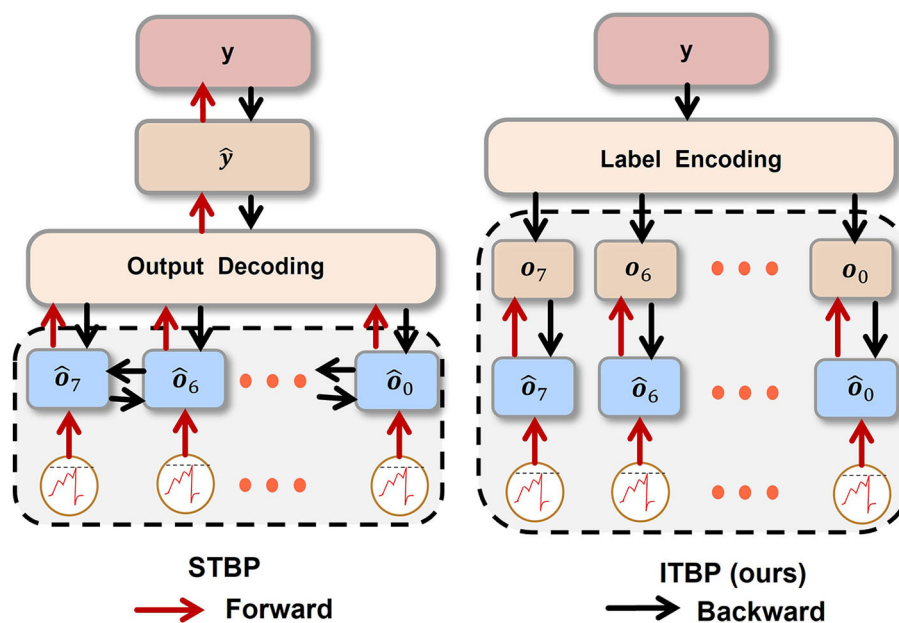 y
ŷ
Output Decoding
ô₇ ô₆ ô₀
STBP
Forward
y
Label Encoding
o₇ o₆ o₀
ô₇ ô₆ ô₀
ITBP (ours)
Backward